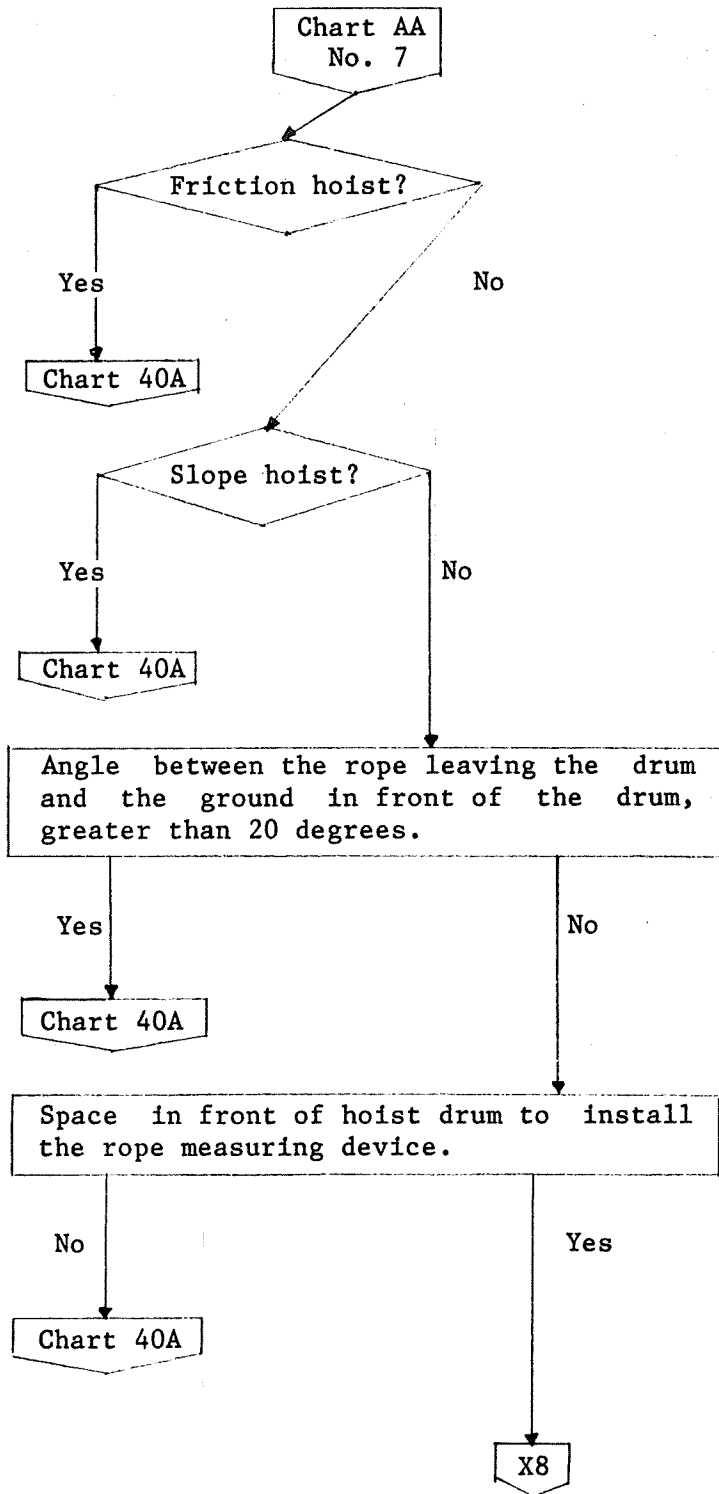 Chart AA
No. 7
Friction hoist?
Yes
No
Chart 40A
Slope hoist?
Yes
No
Chart 40A
Angle between the rope leaving the drum
and the ground in front of the drum,
greater than 20 degrees.
Yes
No
Chart 40A
Space in front of hoist drum to install
the rope measuring device.
No
Yes
Chart 40A
X8